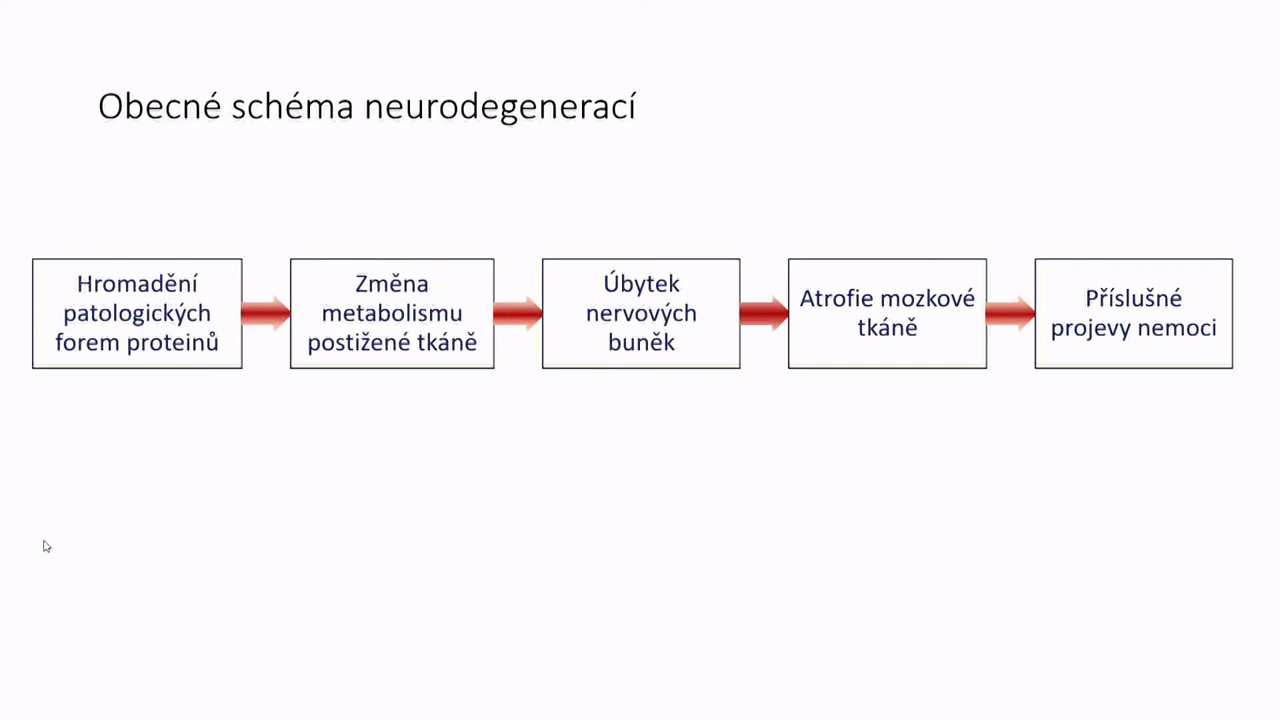 Obecné schéma neurodegenerací
Hromadění
patologických
forem proteinů
Změna
metabolismu
postižené tkáně
Úbytek
nervových
buněk
Atrofie mozkové
tkáně
Příslušné
projevy nemoci